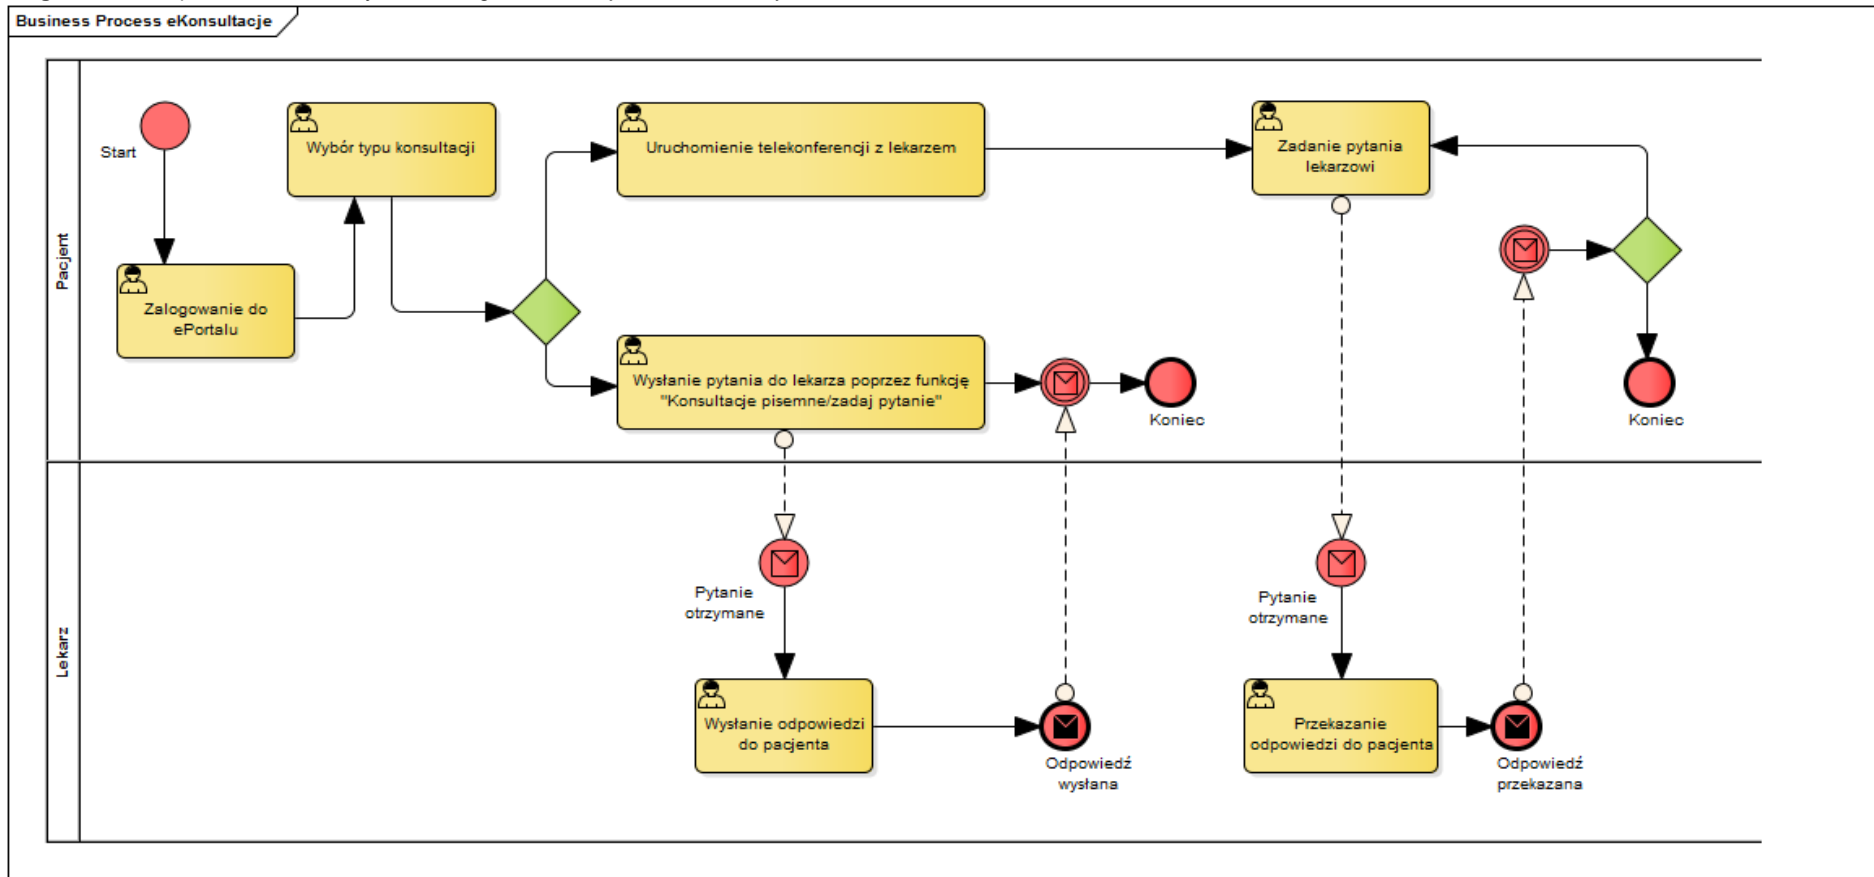 Business Process eKonsultacje
Pacjent
Start
Zalogowanie do
ePortalu
Wybór typu konsultacji
Uruchomienie telekonferencji z lekarzem
Wysłanie pytania do lekarza poprzez funkcję
"Konsultacje pisemne/zadaj pytanie"
Koniec
Zadanie pytania
lekarzowi
Koniec
Lekarz
Pytanie
otrzymane
Wysłanie odpowiedzi
do pacjenta
Odpowiedź
wysłana
Pytanie
otrzymane
Przekazanie
odpowiedzi do pacjenta
Odpowiedź
przekazana